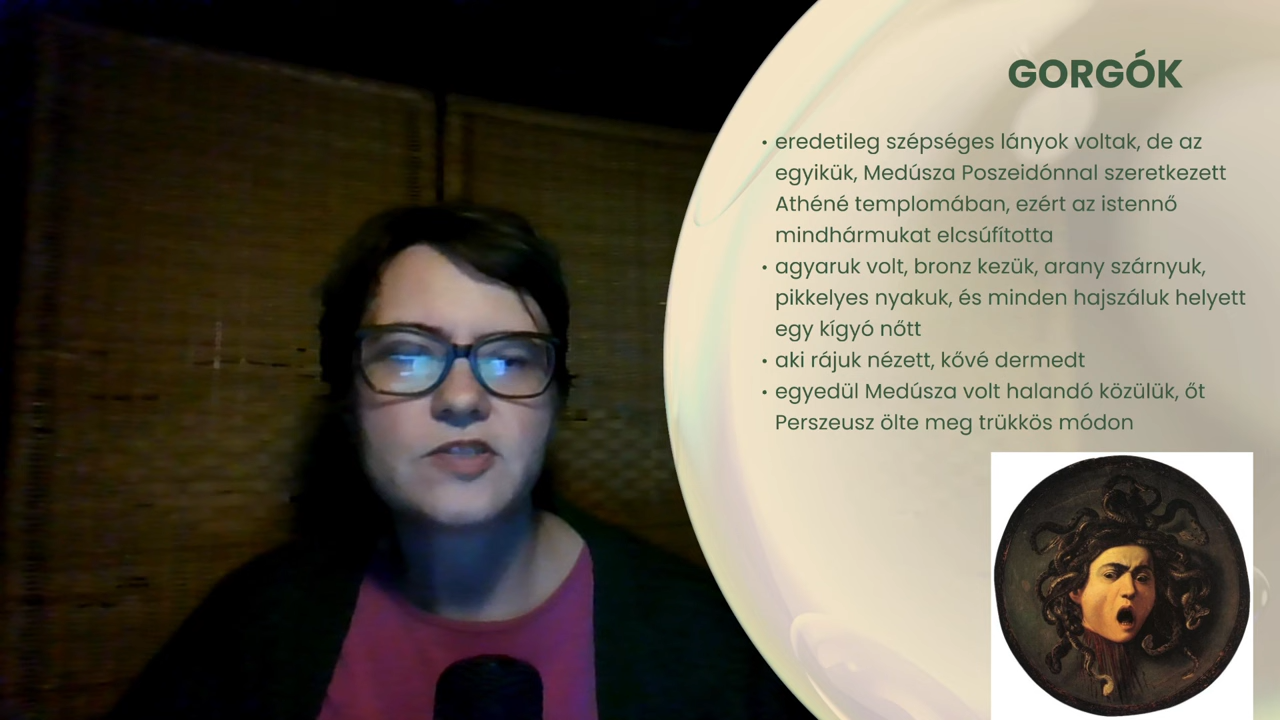 GORGÓK
• eredetileg szépséges lányok voltak, de az
egyikük, Medúsza Poszeidónnal szeretkezett
Athéné templomában, ezért az istennő
mindhármukat elcsúfította
• agyaruk volt, bronz kezük, arany szárnyuk,
pikkelyes nyakuk, és minden hajszáluk helyett
egy kígyó nőtt
• aki rájuk nézett, kővé dermedt
• egyedül Medúsza volt halandó közülük, őt
Perszeusz ölte meg trükkös módon